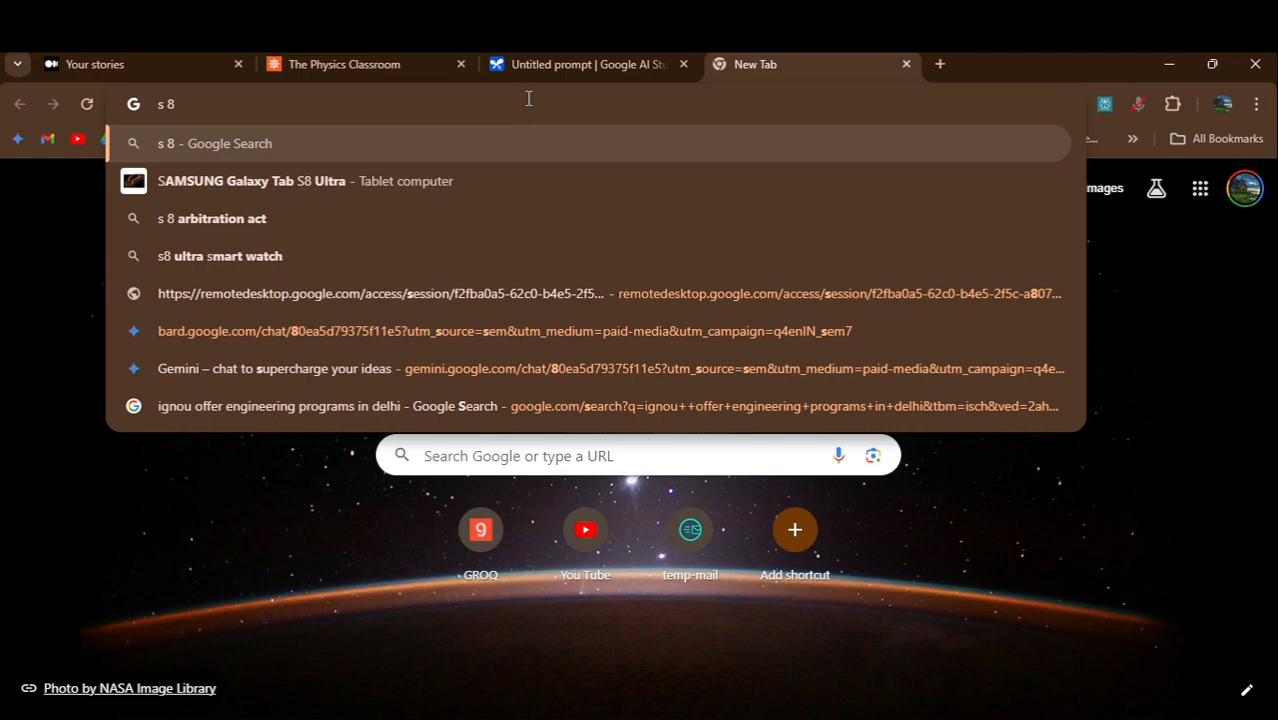 Your stories
The Physics Classroom
Untitled prompt | Google AI Stu
New Tab
s 8
s 8 - Google Search
All Bookmarks
SAMSUNG Galaxy Tab S8 Ultra - Tablet computer
mages
s 8 arbitration act
s8 ultra smart watch
https://remotedesktop.google.com/access/session/f2fba0a5-62c0-b4e5-2f5... - remotedesktop.google.com/access/session/f2fba0a5-62c0-b4e5-2f5c-a807...
bard.google.com/chat/80ea5d79375f11e5?utm_source=sem&utm_medium=paid-media&utm_campaign=q4enIN_sem7
Gemini – chat to supercharge your ideas - gemini.google.com/chat/80ea5d79375f11e5?utm_source=sem&utm_medium=paid-media&utm_campaign=q4e...
ignou offer engineering programs in delhi - Google Search - google.com/search?q=ignou++offer+engineering+programs+in+delhi&tbm=isch&ved=2ah...
Search Google or type a URL
GROQ
You Tube
temp-mail
Add shortcut
Photo by NASA Image Library